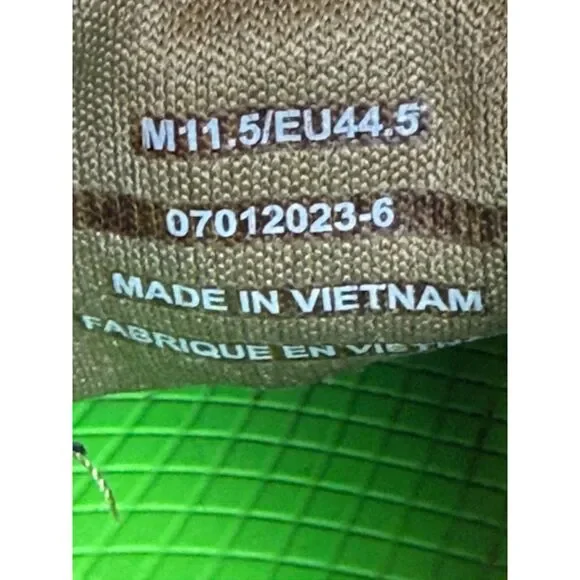 M11.5/EU44.5
07012023-6
MADE IN VIETNAM
FABRIQUE EN